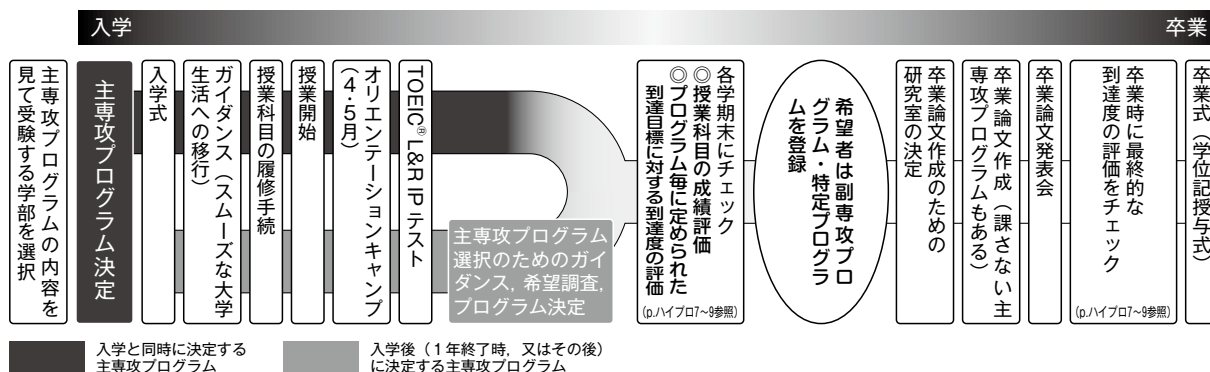 入学
卒業
主専攻プログラムの内容を
見て受験する学部を選択
主専攻プログラム決定
入学式
ガイダンス（スムーズな大学
生活への移行）
授業科目の履修手続
授業開始
オリエンテーションキャンプ
（4・5月）
TOEIC® L&R IP テスト
主専攻プログラム
選択のためのガイ
ダンス, 希望調査,
プログラム決定
各学期末にチェック
◎授業科目の成績評価
◎プログラム毎に定められた
到達目標に対する到達度の評価
(p.ハイプロ7〜9参照)
希望者は副専攻プロ
グラム・特定プログラ
ムを登録
卒業論文作成のための
研究室の決定
卒業論文作成（課さない主
専攻プログラムもある）
卒業論文発表会
卒業時に最終的な
到達度の評価をチェック
(p.ハイプロ7〜9参照)
卒業式（学位記授与式）
入学と同時に決定する
主専攻プログラム
入学後（1年終了時，又はその後）
に決定する主専攻プログラム